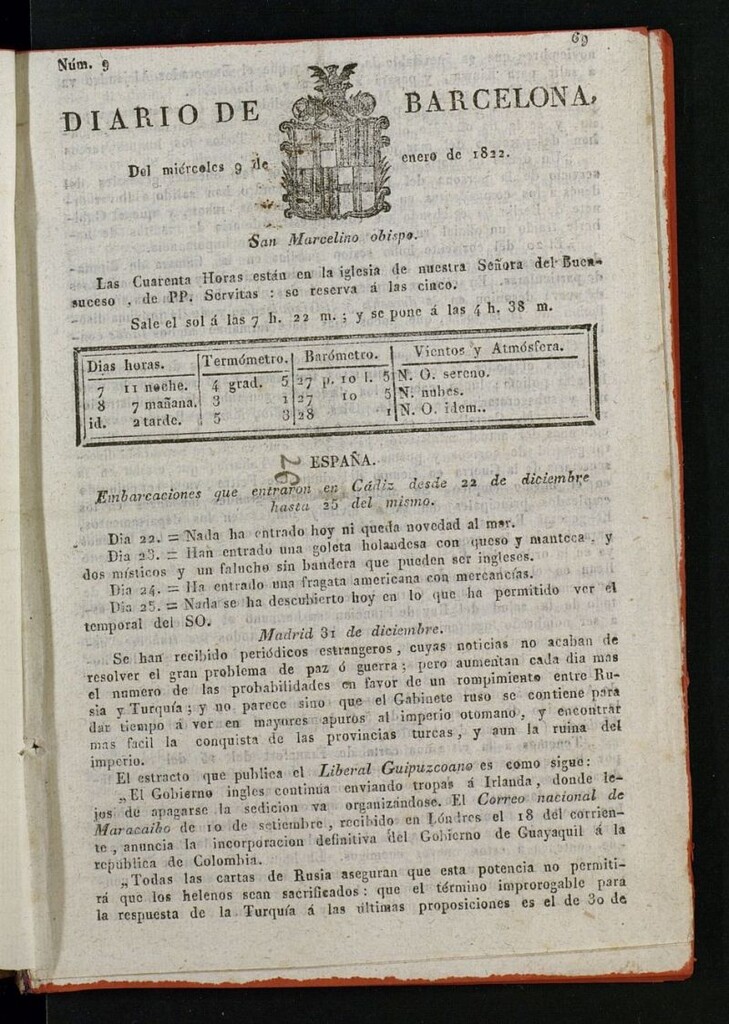 69
Núm. 9
DIARIO DE BARCELONA,
Del miércoles 9 de enero de 1822.
San Marcelino obispo.
Las Cuarenta Horas están en la iglesia de nuestra Señora del Buen-
suceso, de PP. Servitas : se reserva á las cinco.
Sale el sol á las 7 h. 22 m.; y se pone á las 4 h. 38 m.
Dias horas. Termómetro. Barómetro. Vientos y Atmósfera.
7 11 noche. 4 grad. 5 27 p. 10 l. 5 N. O. sereno.
8 7 mañana. 3 1 27 10 5 N. nubes.
id. 2 tarde. 5 3 28 1 N. O. idem..
ESPAÑA.
Embarcaciones que entraron en Cádiz desde 22 de diciembre
hasta 25 del mismo.
Dia 22. = Nada ha entrado hoy ni queda novedad al mar.
Dia 23. = Han entrado una goleta holandesa con queso y manteca, y
dos místicos y un falucho sin bandera que pueden ser ingleses.
Dia 24. = Ha entrado una fragata americana con mercancías.
Dia 25. = Nada se ha descubierto hoy en lo que ha permitido ver el
temporal del SO.
Madrid 31 de diciembre.
Se han recibido periódicos estrangeros, cuyas noticias no acaban de
resolver el gran problema de paz ó guerra; pero aumentan cada dia mas
el numero de las probabilidades en favor de un rompimiento entre Ru-
sia y Turquía; y no parece sino que el Gabinete ruso se contiene para
dar tiempo á ver en mayores apuros al imperio otomano, y encontrar
mas facil la conquista de las provincias turcas, y aun la ruina del
imperio.
El estracto que publica el Liberal Guipuzcoano es como sigue:
„El Gobierno ingles continúa enviando tropas á Irlanda, donde le-
jos de apagarse la sedicion va organizándose. El Correo nacional de
Maracaibo de 10 de setiembre, recibido en Lóndres el 18 del corrien-
te, anuncia la incorporacion definitiva del Gobierno de Guayaquil á la
república de Colombia.
„Todas las cartas de Rusia aseguran que esta potencia no permiti-
rá que los helenos sean sacrificados: que el término improrogable para
la respuesta de la Turquía á las últimas proposiciones es el de 30 de